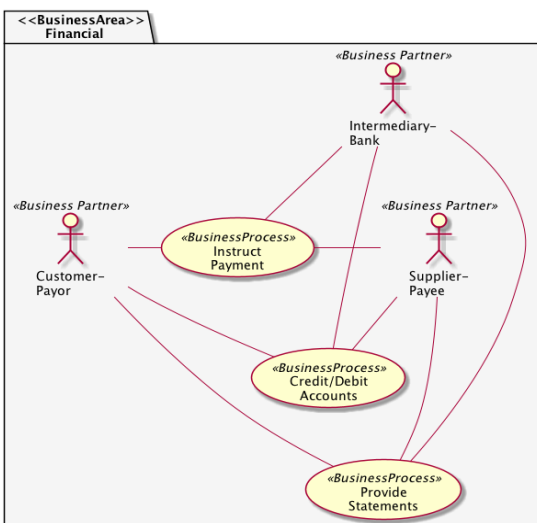 <<BusinessArea>>
Financial
«Business Partner»
Intermediary-
Bank
«Business Partner»
Customer-
Payor
«BusinessProcess»
Instruct
Payment
«Business Partner»
Supplier-
Payee
«BusinessProcess»
Credit/Debit
Accounts
«BusinessProcess»
Provide
Statements